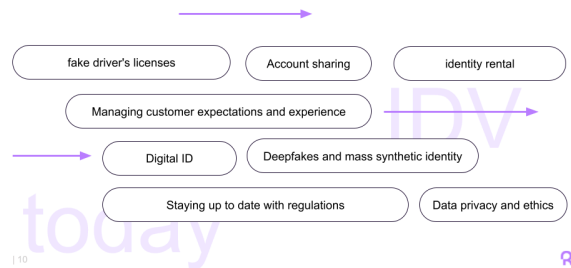 fake driver's licenses
Account sharing
identity rental
Managing customer expectations and experience
IDV
Digital ID
Deepfakes and mass synthetic identity
Staying up to date with regulations
Data privacy and ethics
today
| 10